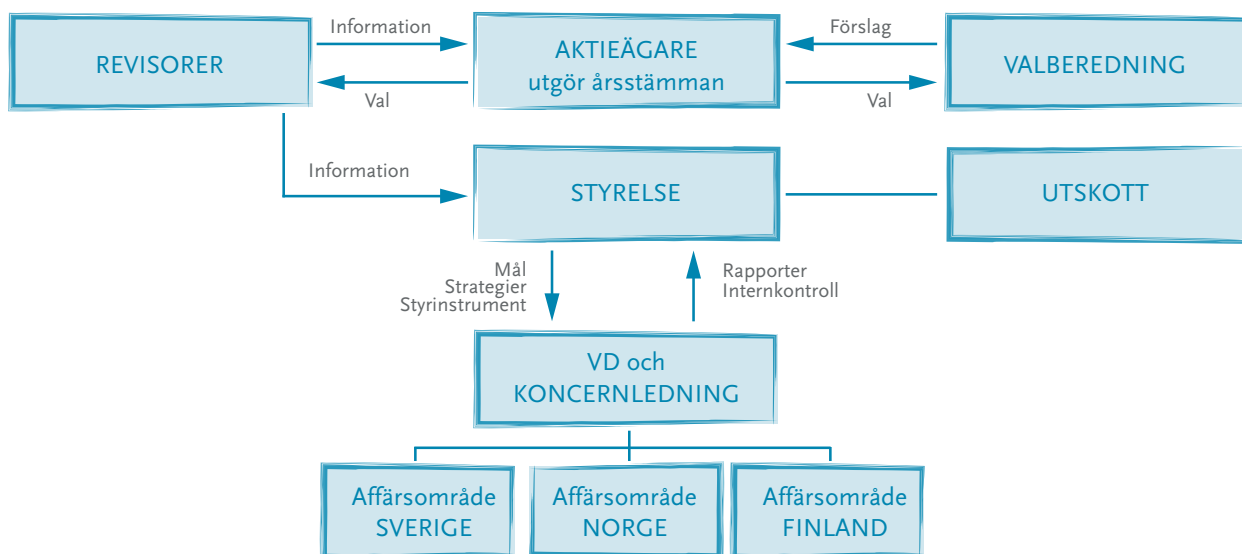 Information
Förslag
REVISORER
AKTIEÄGARE
utgör årsstämman
VALBEREDNING
Val
Val
Information
STYRELSE
UTSKOTT
Mål
Strategier
Styrinstrument
Rapporter
Internkontroll
VD och
KONCERNLEDNING
Affärsområde
SVERIGE
Affärsområde
NORGE
Affärsområde
FINLAND